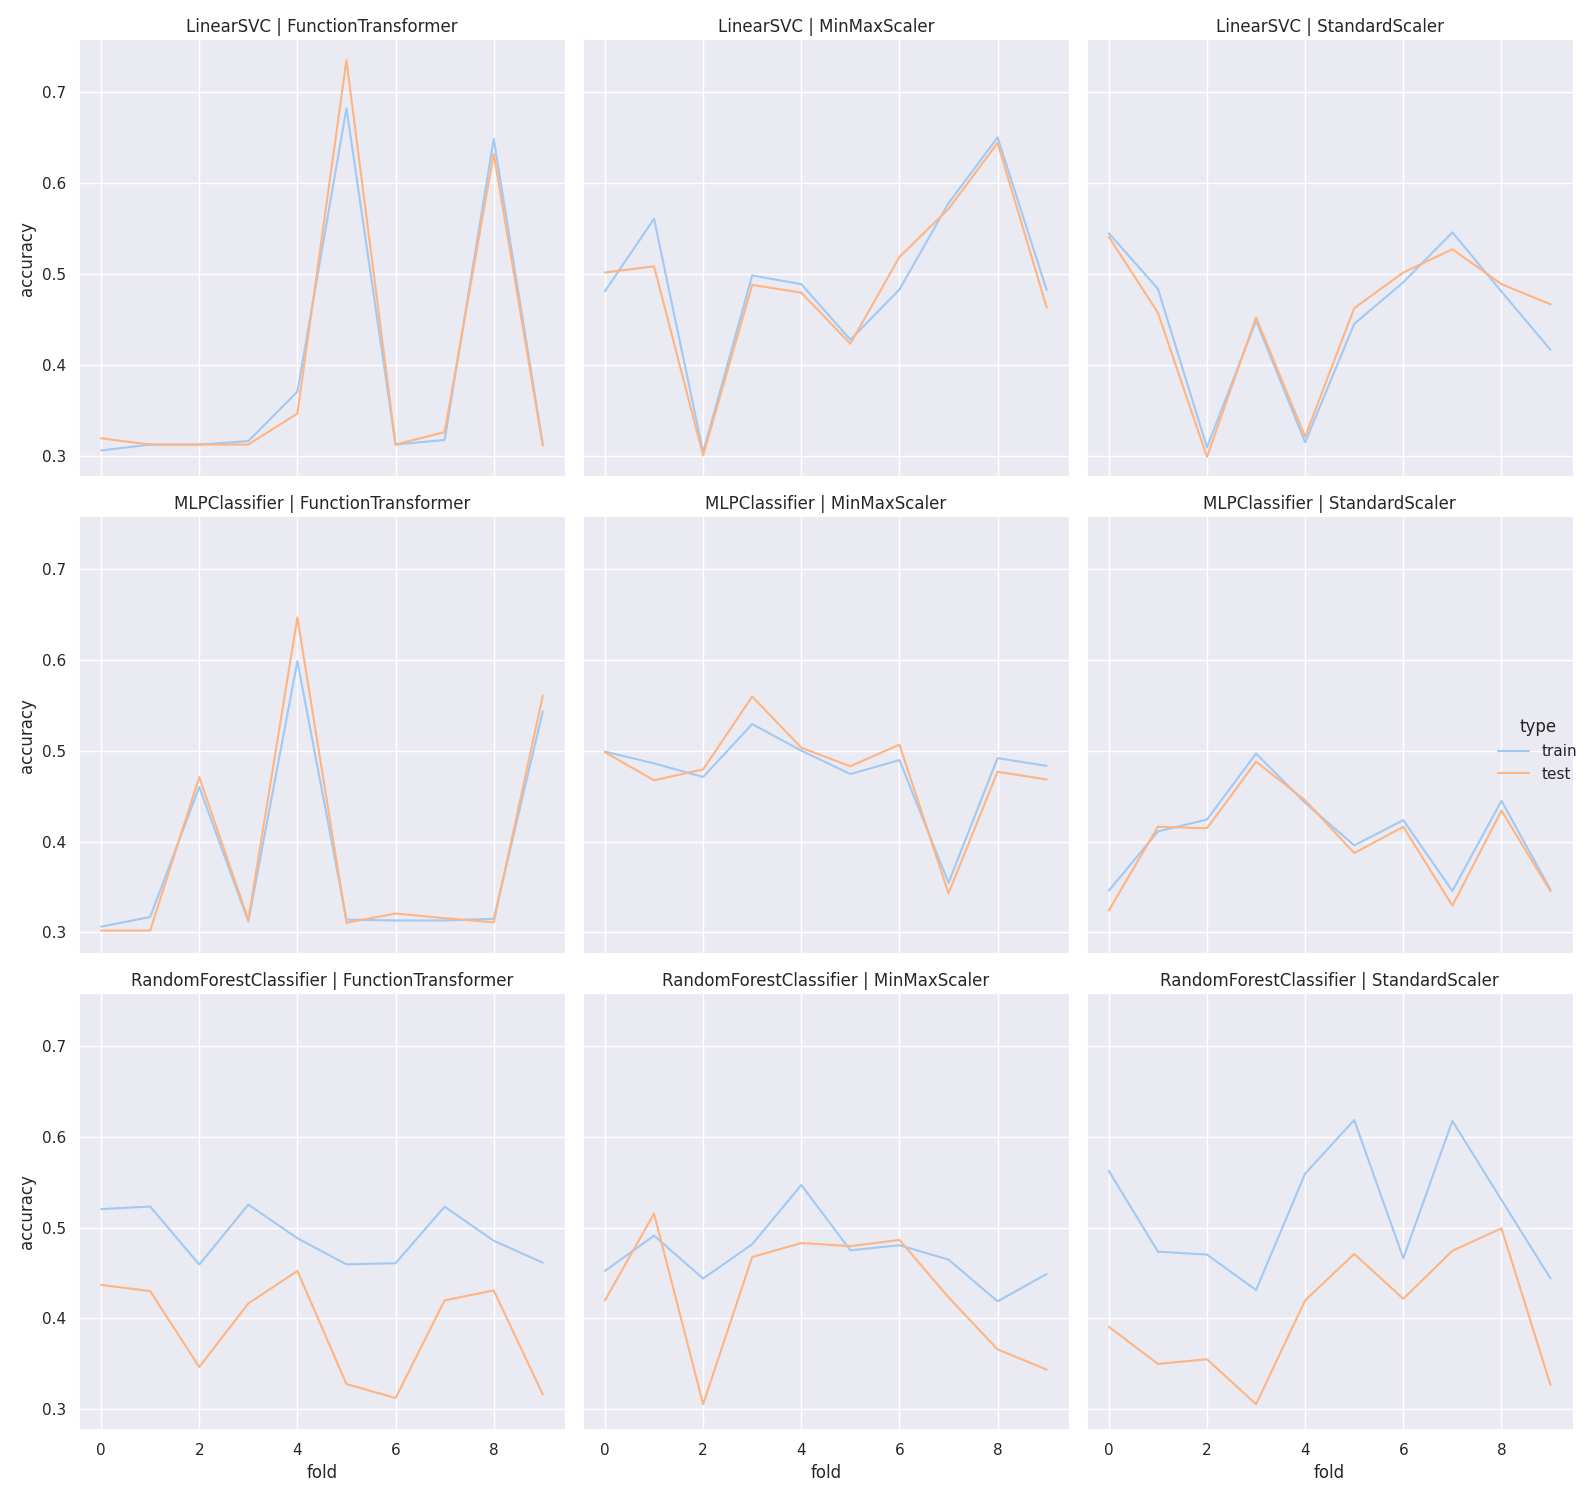 LinearSVC | FunctionTransformer
LinearSVC | MinMaxScaler
LinearSVC | StandardScaler
0.7
0.6
0.5
0.4
0.3
accuracy
MLPClassifier | FunctionTransformer
MLPClassifier | MinMaxScaler
MLPClassifier | StandardScaler
0.7
0.6
0.5
0.4
0.3
accuracy
type
train
test
RandomForestClassifier | FunctionTransformer
RandomForestClassifier | MinMaxScaler
RandomForestClassifier | StandardScaler
0.7
0.6
0.5
0.4
0.3
accuracy
0 2 4 6 8
fold
0 2 4 6 8
fold
0 2 4 6 8
fold